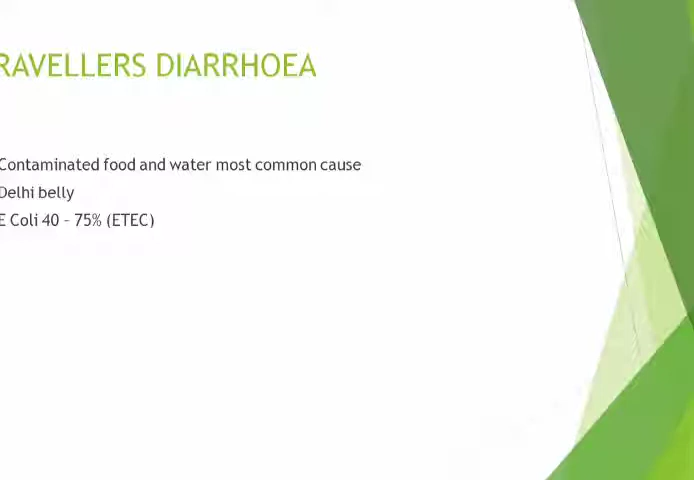 RAVELLERS DIARRHOEA
Contaminated food and water most common cause
Delhi belly
E Coli 40 – 75% (ETEC)